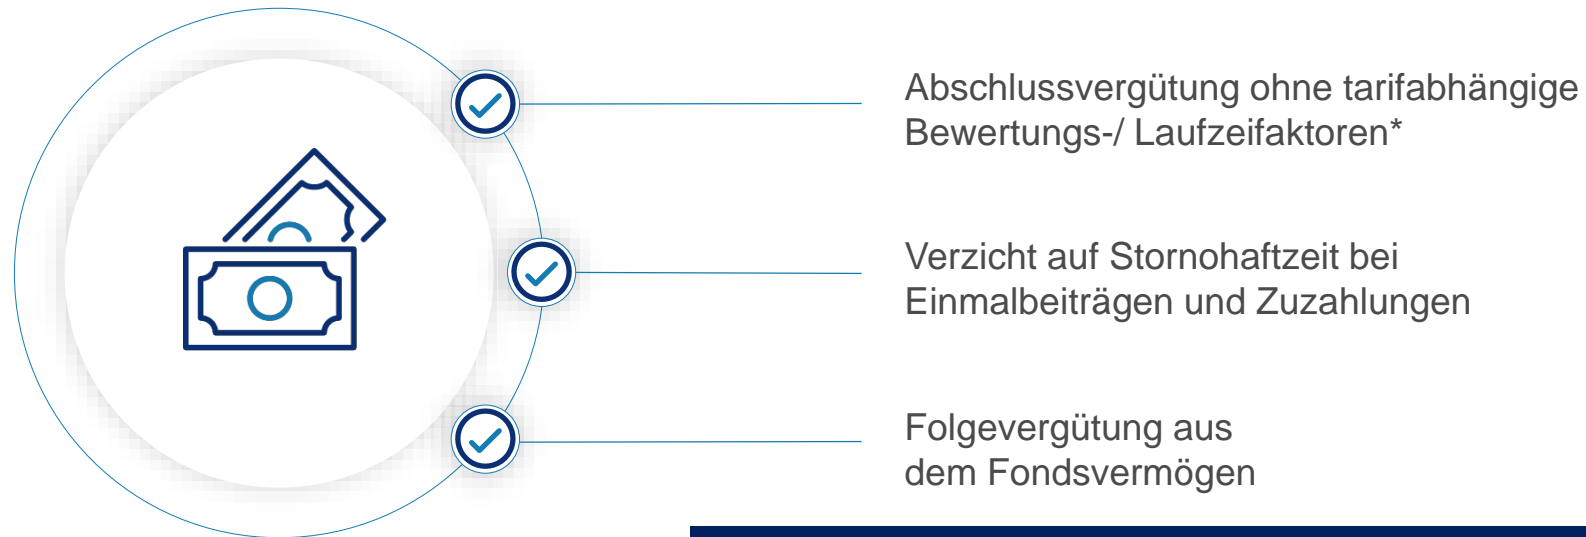 Abschlussvergütung ohne tarifabhängige
Bewertungs-/ Laufzeifaktoren*
Verzicht auf Stornohaftzeit bei
Einmalbeiträgen und Zuzahlungen
Folgevergütung aus
dem Fondsvermögen